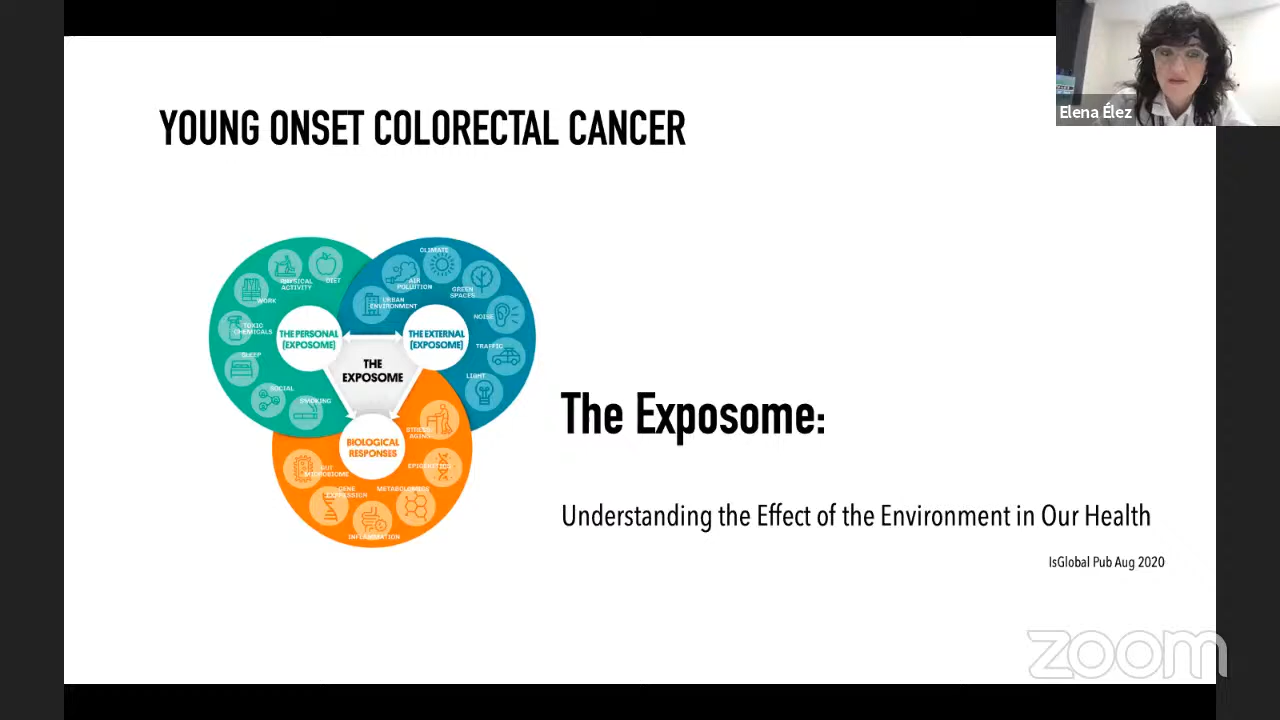 Elena Élez
YOUNG ONSET COLORECTAL CANCER
CLIMATE
PHYSICAL
ACTIVITY
DIET
AIR
POLLUTION
GREEN
SPACES
WORK
URBAN
ENVIRONMENT
NOISE
TOXIC
CHEMICALS
THE PERSONAL
(EXPOSOME)
THE EXTERNAL
(EXPOSOME)
TRAFFIC
SLEEP
THE
EXPOSOME
LIGHT
SOCIAL
SMOKING
The Exposome:
STRESS
AGING
BIOLOGICAL
RESPONSES
GUT
MICROBIOME
EPIGENETICS
GENE
EXPRESSION
METABOLOMICS
INFLAMMATION
Understanding the Effect of the Environment in Our Health
IsGlobal Pub Aug 2020
zoom